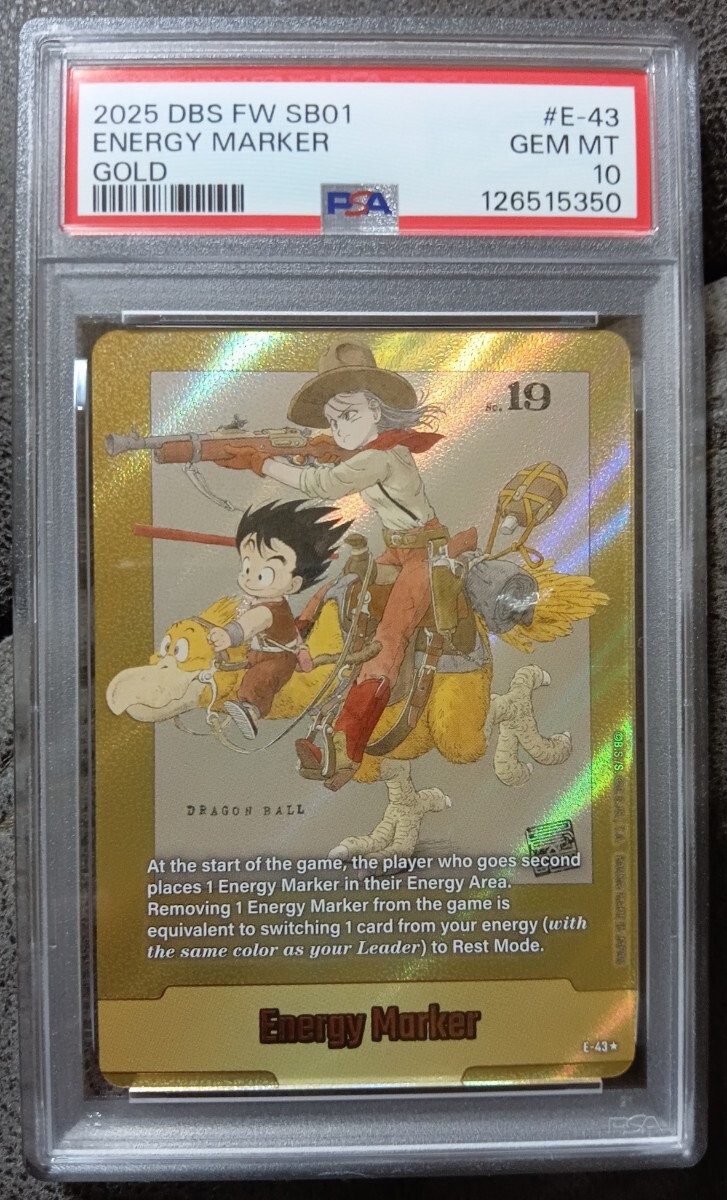 2025 DBS FW SB01 #E-43
ENERGY MARKER GEM MT
GOLD 10
PSA 126515350
No. 19
DRAGON BALL
At the start of the game, the player who goes second
places 1 Energy Marker in their Energy Area.
Removing 1 Energy Marker from the game is
equivalent to switching 1 card from your energy (with
the same color as your Leader) to Rest Mode.
Energy Marker
E-43★
PSA